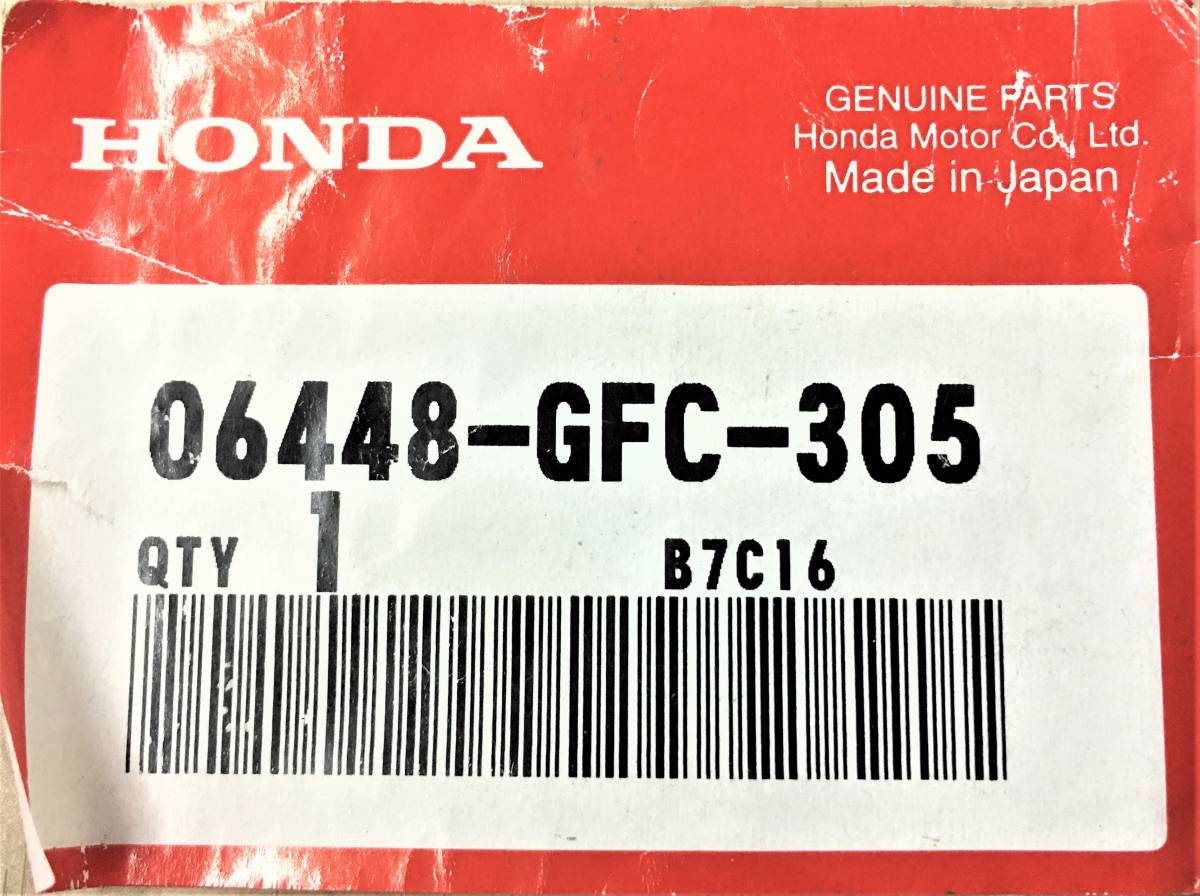 HONDA
GENUINE PARTS
Honda Motor Co., Ltd.
Made in Japan
06448-GFC-305
QTY 1 B7C16